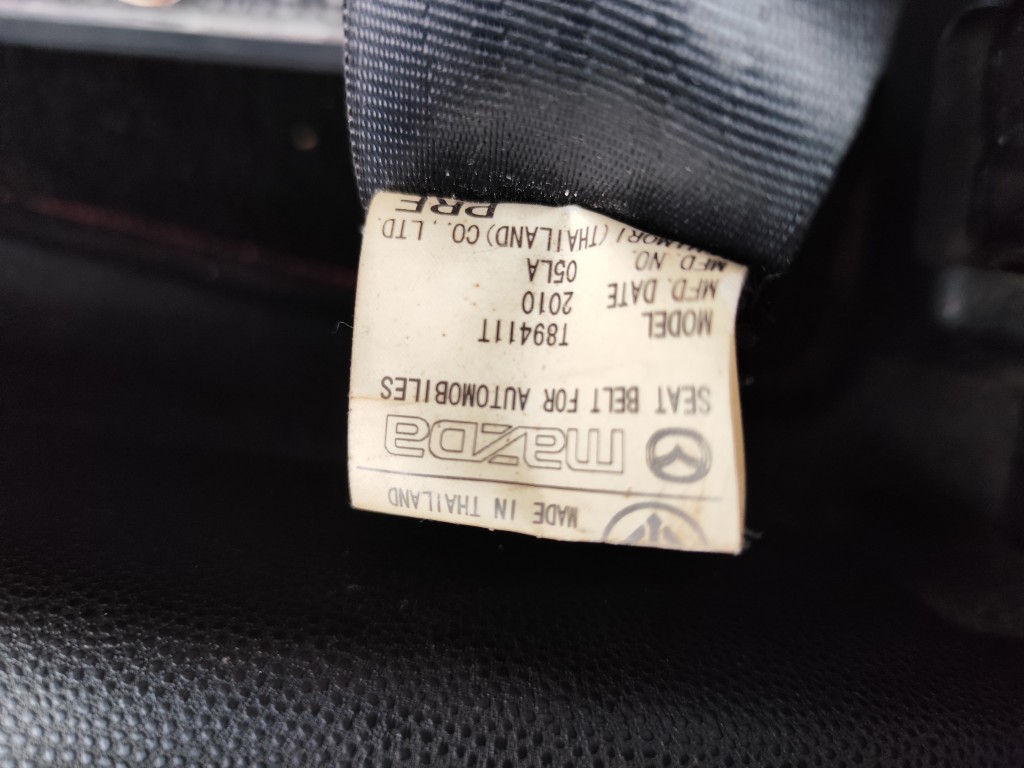 MADE IN THAILAND
mazda
SEAT BELT FOR AUTOMOBILES
MODEL T89411T
MFD. DATE 2010
MFD. NO. 05LA
(THAILAND) CO., LTD.
PRE